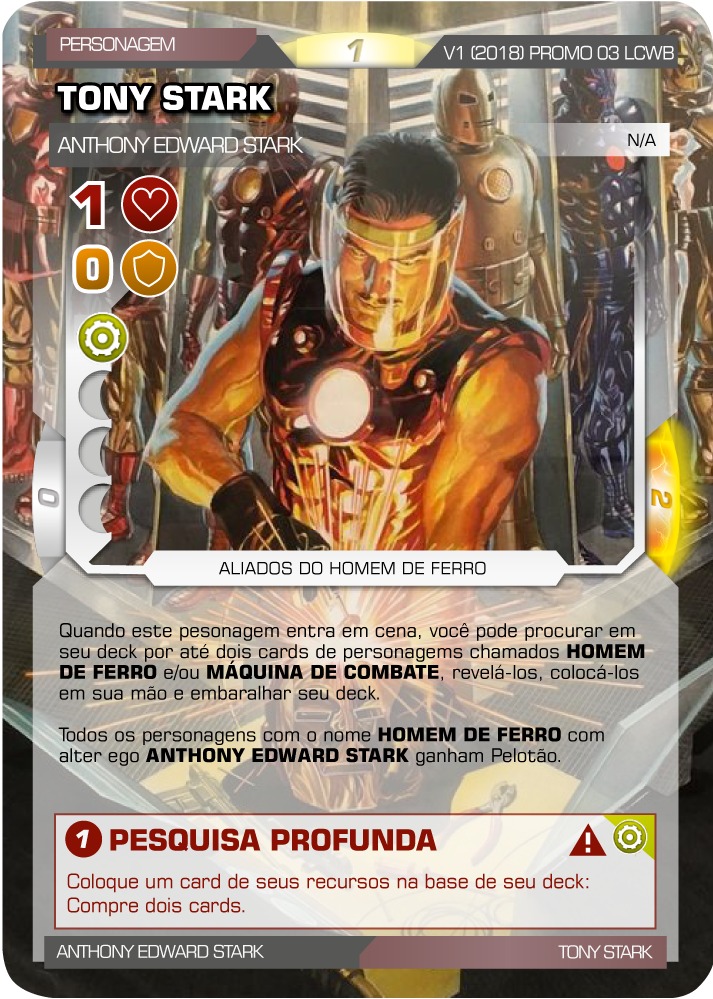 PERSONAGEM
1
V1 (2018) PROMO 03 LCWB
TONY STARK
ANTHONY EDWARD STARK
N/A
1
0
0
2
ALIADOS DO HOMEM DE FERRO
Quando este pesonagem entra em cena, você pode procurar em
seu deck por até dois cards de personagems chamados HOMEM
DE FERRO e/ou MÁQUINA DE COMBATE, revelá-los, colocá-los
em sua mão e embaralhar seu deck.
Todos os personagens com o nome HOMEM DE FERRO com
alter ego ANTHONY EDWARD STARK ganham Pelotão.
1 PESQUISA PROFUNDA
Coloque um card de seus recursos na base de seu deck:
Compre dois cards.
ANTHONY EDWARD STARK
TONY STARK